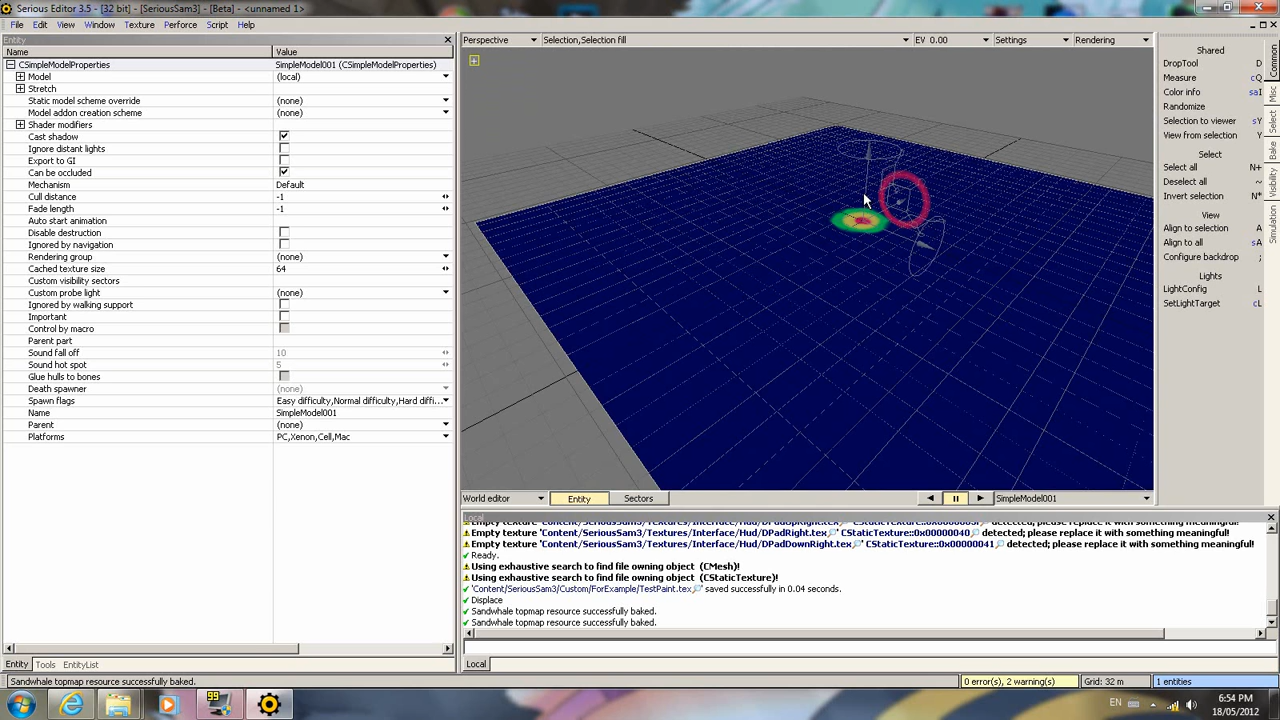 Serious Editor 3.5 - [32 bit] - [SeriousSam3] - [Beta] - <unnamed 1>
File Edit View Window Texture Perforce Script Help
Entity
Name Value
CSimpleModelProperties SimpleModel001 (CSimpleModelProperties)
Model (local)
Stretch
Static model scheme override (none)
Model addon creation scheme (none)
Shader modifiers
Cast shadow
Ignore distant lights
Export to GI
Can be occluded
Mechanism Default
Cull distance -1
Fade length -1
Auto start animation
Disable destruction
Ignored by navigation
Rendering group (none)
Cached texture size 64
Custom visibility sectors
Custom probe light (none)
Ignored by walking support
Important
Control by macro
Parent part
Sound fall off 10
Sound hot spot 5
Glue hulls to bones
Death spawner (none)
Spawn flags Easy difficulty,Normal difficulty,Hard diffi...
Name SimpleModel001
Parent (none)
Platforms PC,Xenon,Cell,Mac
Entity Tools EntityList
Perspective Selection,Selection fill EV 0.00 Settings Rendering
World editor Entity Sectors SimpleModel001
Local
Empty texture 'Content/SeriousSam3/Textures/Interface/Hud/DPadRight.tex' CStaticTexture::0x00000040 detected; please replace it with something meaningful!
Empty texture 'Content/SeriousSam3/Textures/Interface/Hud/DPadDownRight.tex' CStaticTexture::0x00000041 detected; please replace it with something meaningful!
Ready.
Using exhaustive search to find file owning object (CMesh)!
Using exhaustive search to find file owning object (CStaticTexture)!
'Content/SeriousSam3/Custom/ForExample/TestPaint.tex' saved successfully in 0.04 seconds.
Displace
Sandwhale topmap resource successfully baked.
Sandwhale topmap resource successfully baked.
Local
Shared
DropTool D
Measure cQ
Color info saI
Randomize
Selection to viewer sY
View from selection Y
Select
Select all N+
Deselect all ~
Invert selection N*
View
Align to selection A
Align to all sA
Configure backdrop ;
Lights
LightConfig L
SetLightTarget cL
Common
Misc
Select
Bake
Visibility
Simulation
Sandwhale topmap resource successfully baked. 0 error(s), 2 warning(s) Grid: 32 m 1 entities
99
EN
6:54 PM
18/05/2012